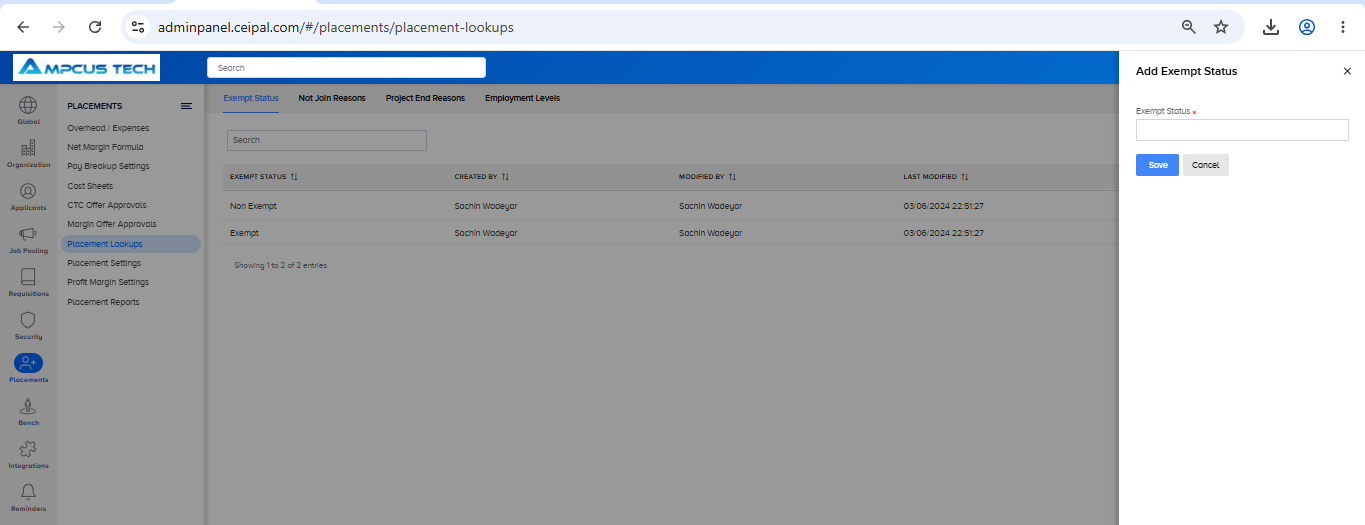 adminpanel.ceipal.com/#/placements/placement-lookups
AMPCUS TECH
Search
Add Exempt Status
Global
Organization
Applicants
Job Posting
Requisitions
Security
Placements
Bench
Integrations
Reminders
PLACEMENTS
Overhead / Expenses
Net Margin Formula
Pay Breakup Settings
Cost Sheets
CTC Offer Approvals
Margin Offer Approvals
Placement Lookups
Placement Settings
Profit Margin Settings
Placement Reports
Exempt Status Not Join Reasons Project End Reasons Employment Levels
Search
EXEMPT STATUS CREATED BY MODIFIED BY LAST MODIFIED
Non Exempt Sachin Wadeyar Sachin Wadeyar 03/06/2024 22:51:27
Exempt Sachin Wadeyar Sachin Wadeyar 03/06/2024 22:51:27
Showing 1 to 2 of 2 entries
Exempt Status *
Save Cancel